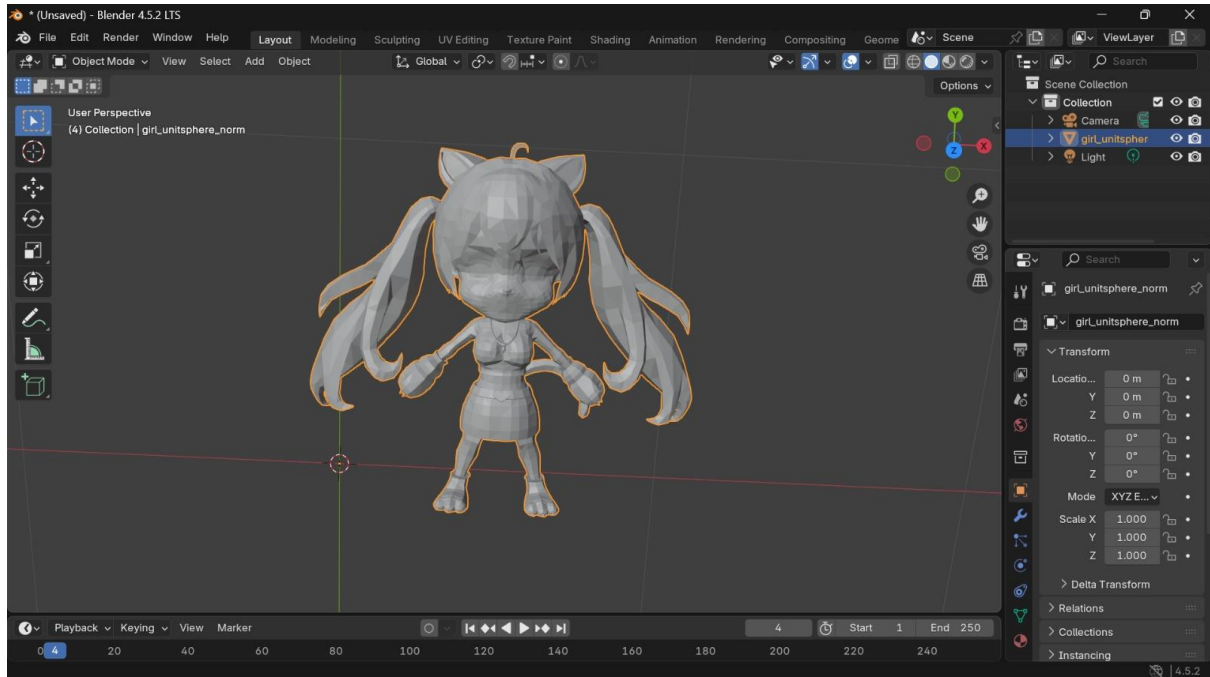 * (Unsaved) - Blender 4.5.2 LTS
File Edit Render Window Help Layout Modeling Sculpting UV Editing Texture Paint Shading Animation Rendering Compositing Geome Scene ViewLayer
Object Mode View Select Add Object Global Search
Options
User Perspective
(4) Collection | girl_unitsphere_norm
Y
X
Z
Scene Collection
Collection
Camera
girl_unitspher
Light
Search
girl_unitsphere_norm
girl_unitsphere_norm
Transform
Locatio... 0 m
Y 0 m
Z 0 m
Rotatio... 0°
Y 0°
Z 0°
Mode XYZ E...
Scale X 1.000
Y 1.000
Z 1.000
Delta Transform
Relations
Collections
Instancing
Playback Keying View Marker 4 Start 1 End 250
0 4 20 40 60 80 100 120 140 160 180 200 220 240
4.5.2